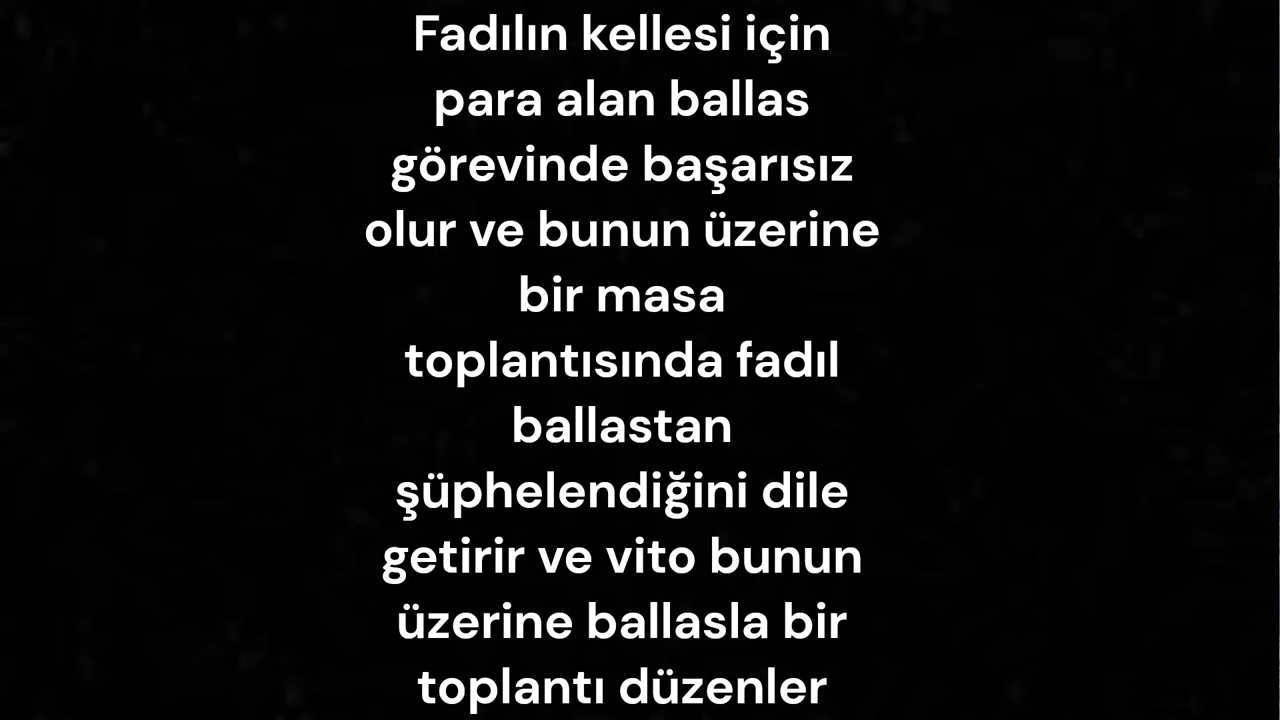 Fadılın kellesi için
para alan ballas
görevinde başarısız
olur ve bunun üzerine
bir masa
toplantısında fadıl
ballastan
şüphelendiğini dile
getirir ve vito bunun
üzerine ballasla bir
toplantı düzenler